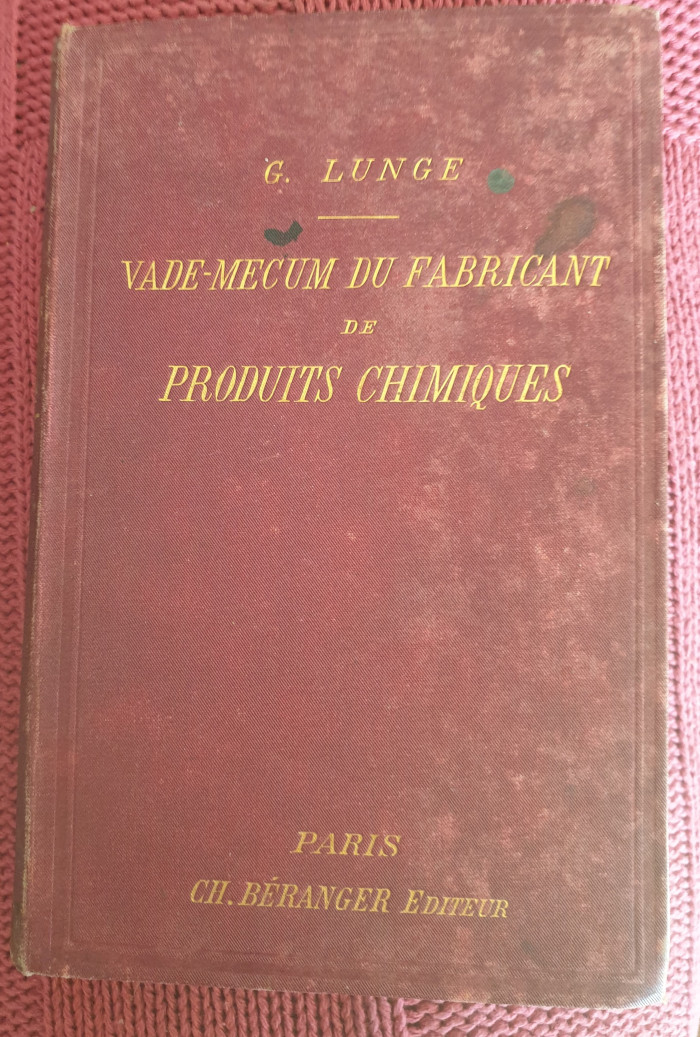 G. LUNGE
VADE-MECUM DU FABRICANT
DE
PRODUITS CHIMIQUES
PARIS
CH. BÉRANGER EDITEUR